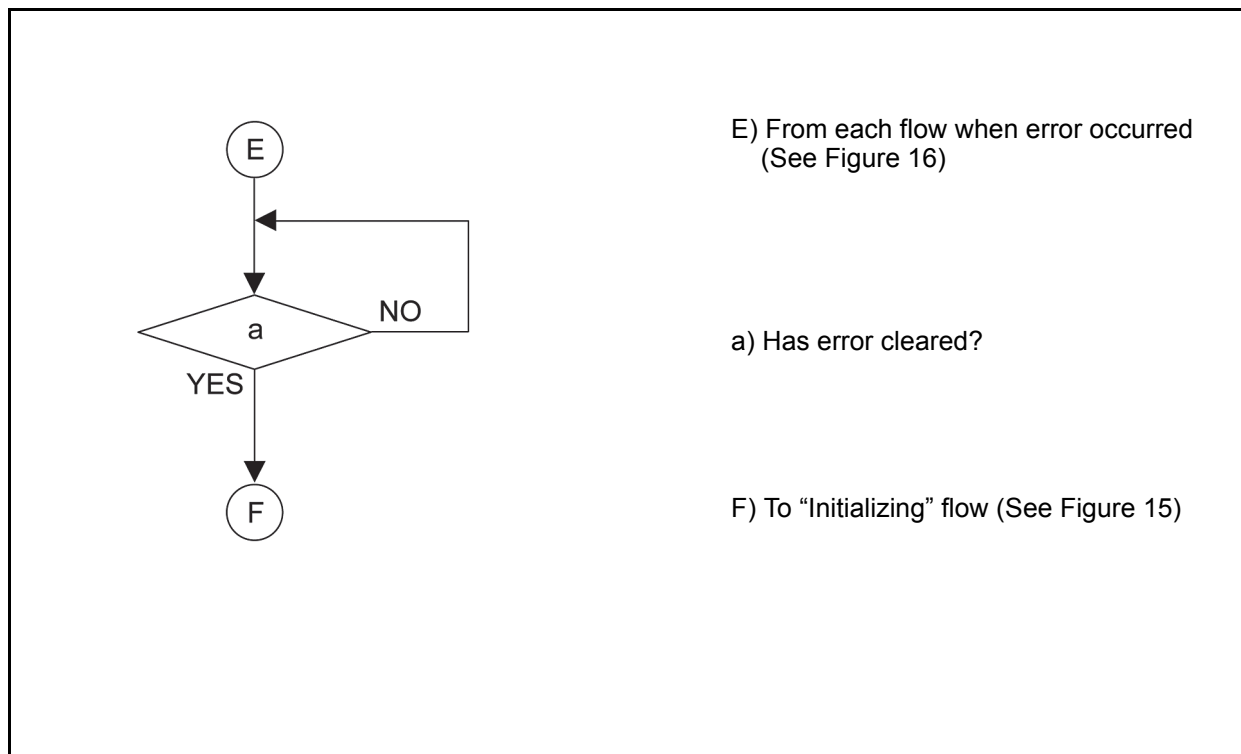 E
E) From each flow when error occurred
(See Figure 16)
NO
a
a) Has error cleared?
YES
F
F) To “Initializing” flow (See Figure 15)